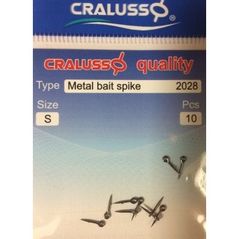 CRALUSSO
CRALUSSO quality
Type Metal bait spike 2028
Size Pcs
S 10